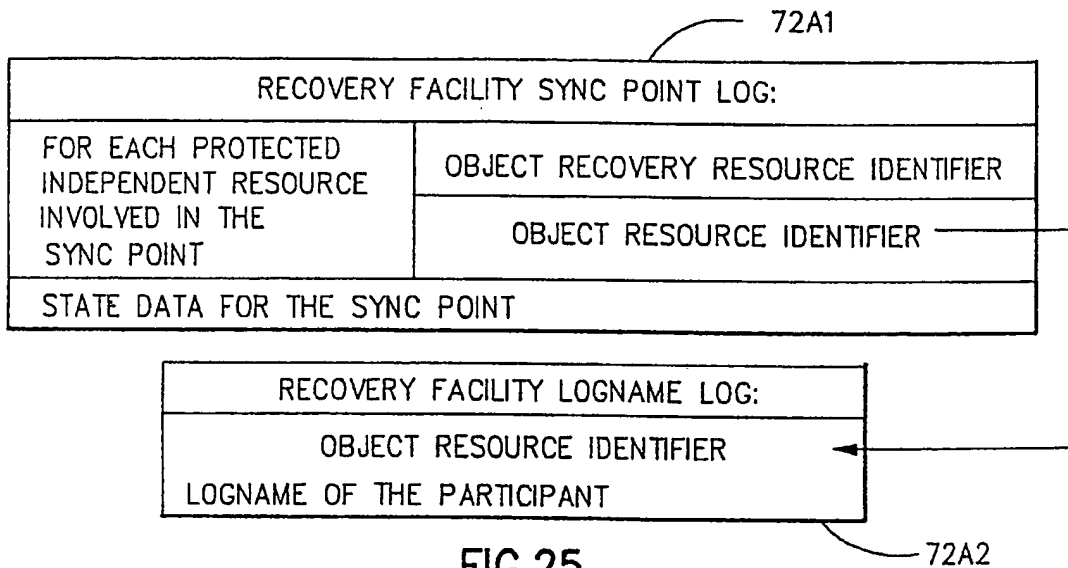 72A1
RECOVERY FACILITY SYNC POINT LOG:
FOR EACH PROTECTED
INDEPENDENT RESOURCE
INVOLVED IN THE
SYNC POINT
OBJECT RECOVERY RESOURCE IDENTIFIER
OBJECT RESOURCE IDENTIFIER
STATE DATA FOR THE SYNC POINT
RECOVERY FACILITY LOGNAME LOG:
OBJECT RESOURCE IDENTIFIER
LOGNAME OF THE PARTICIPANT
72A2
FIG.25